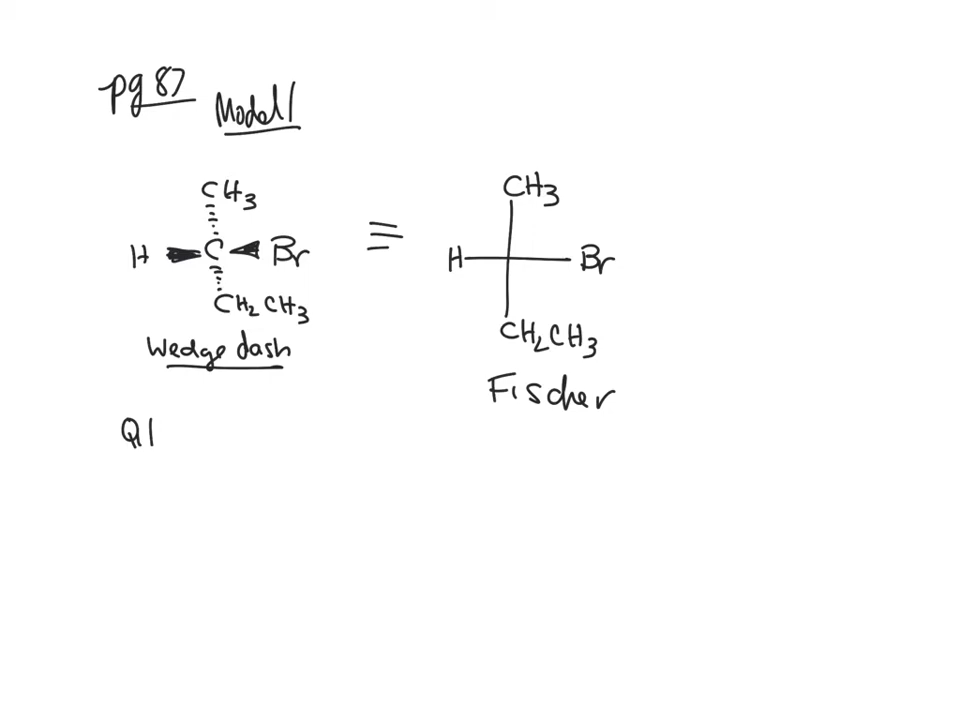 pg 87
Model 1
CH3 CH3
H C Br ≡ H Br
CH2CH3 CH2CH3
Wedge dash
Fischer
Q1